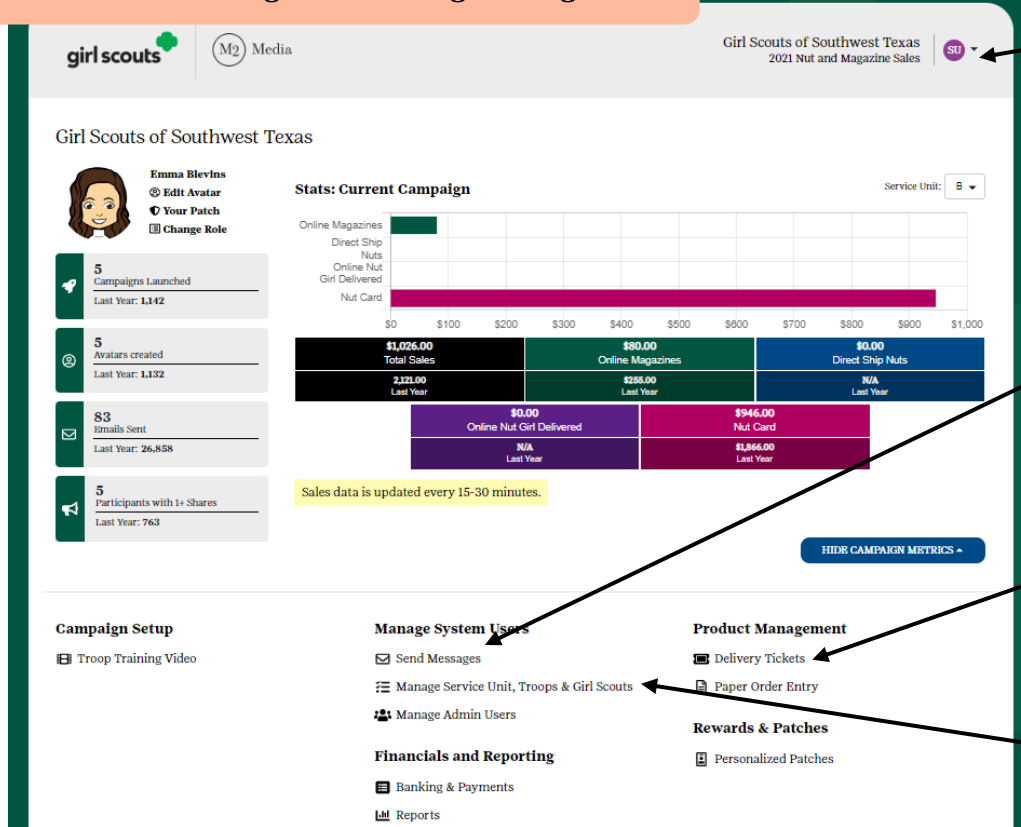 girl scouts
M2 Media
Girl Scouts of Southwest Texas
2021 Nut and Magazine Sales
SU
Girl Scouts of Southwest Texas
Emma Blevins
Edit Avatar
Your Patch
Change Role
5
Campaigns Launched
Last Year: 1,142
5
Avatars created
Last Year: 1,132
83
Emails Sent
Last Year: 26,858
5
Participants with 1+ Shares
Last Year: 763
Stats: Current Campaign
Service Unit: B
Online Magazines
Direct Ship
Nuts
Online Nut
Girl Delivered
Nut Card
$0 $100 $200 $300 $400 $500 $600 $700 $800 $900 $1,000
$1,026.00
Total Sales
2,121.00
Last Year
$80.00
Online Magazines
$255.00
Last Year
$0.00
Direct Ship Nuts
N/A
Last Year
$0.00
Online Nut Girl Delivered
N/A
Last Year
$946.00
Nut Card
$1,866.00
Last Year
Sales data is updated every 15-30 minutes.
HIDE CAMPAIGN METRICS
Campaign Setup
Troop Training Video
Manage System Users
Send Messages
Manage Service Unit, Troops & Girl Scouts
Manage Admin Users
Financials and Reporting
Banking & Payments
Reports
Product Management
Delivery Tickets
Paper Order Entry
Rewards & Patches
Personalized Patches